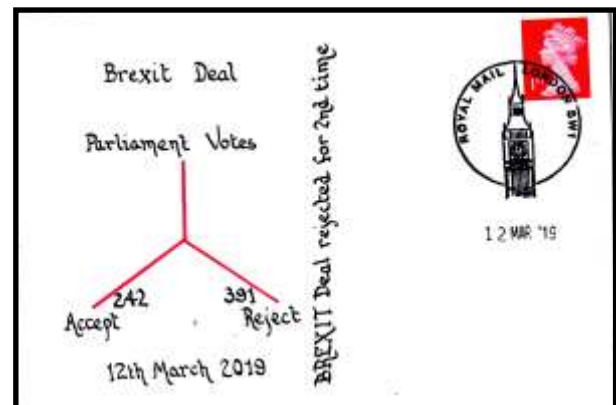 Brexit Deal
Parliament Votes
242
391
Accept
Reject
12th March 2019
BREXIT Deal rejected for 2nd time
ROYAL MAIL LONDON SW1
12 MAR '19